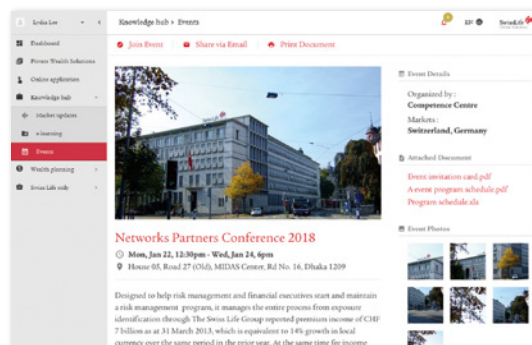 Lydia Lee
Knowledge hub > Events
EN
SwissLife
Dashboard
Private Wealth Solutions
Online application
Knowledge hub
Market updates
e-learning
Events
Wealth planning
Swiss Life only
Join Event
Share via Email
Print Document
Networks Partners Conference 2018
Mon, Jan 22, 12:30pm - Wed, Jan 24, 6pm
House 05, Road 27 (Old), MIDAS Center, Rd No. 16, Dhaka 1209
Designed to help risk management and financial executives start and maintain
a risk management program, it manages the entire process from exposure
identification through The Swiss Life Group reported premium income of CHF
7 billion as at 31 March 2013, which is equivalent to 14% growth in local
currency over the same period in the prior year. At the same time fee income
Event Details
Organized by :
Competence Centre
Markets :
Switzerland, Germany
Attached Document
Event invitation card.pdf
A event program schedule.pdf
Program schedule.xls
Event Photos